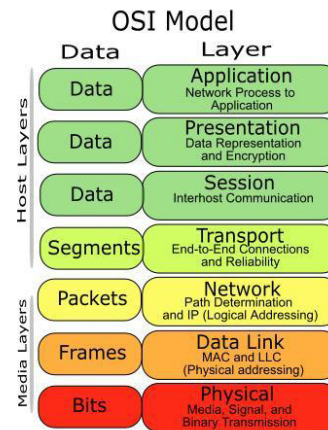 OSI Model
Data Layer
Host Layers
Data
Application
Network Process to
Application
Data
Presentation
Data Representation
and Encryption
Data
Session
Interhost Communication
Segments
Transport
End-to-End Connections
and Reliability
Media Layers
Packets
Network
Path Determination
and IP (Logical Addressing)
Frames
Data Link
MAC and LLC
(Physical addressing)
Bits
Physical
Media, Signal, and
Binary Transmission